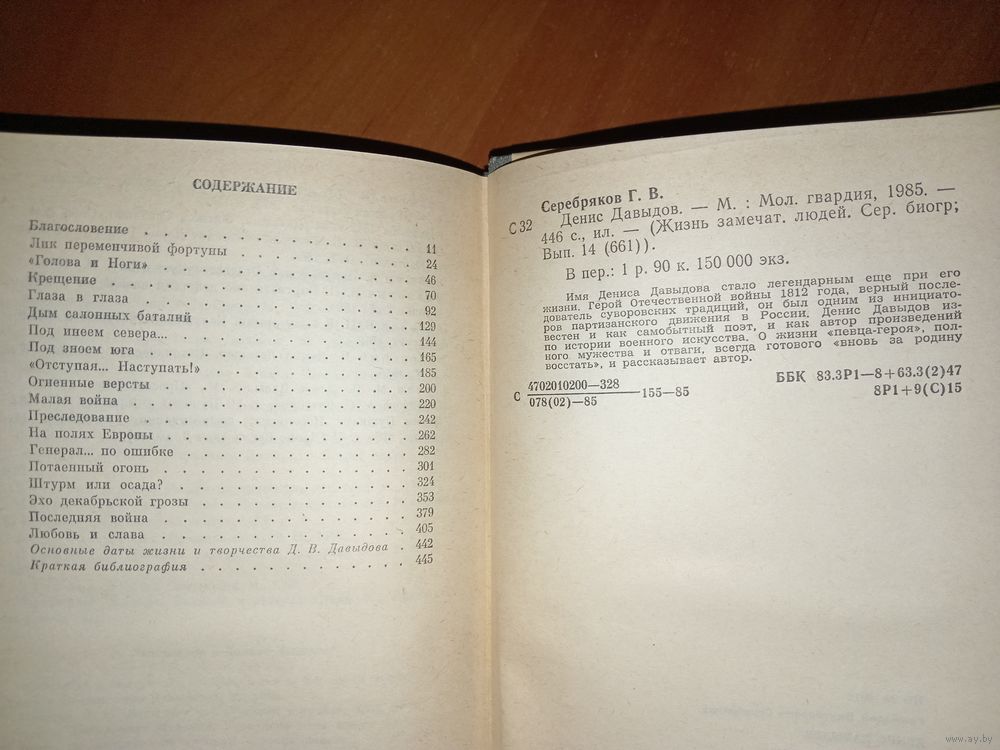 СОДЕРЖАНИЕ
Благословение . . . . . . . . . . . . 11
Лик переменчивой фортуны . . . . . . . . 24
«Голова и Ноги» . . . . . . . . . . . . 46
Крещение . . . . . . . . . . . . . . 70
Глаза в глаза . . . . . . . . . . . . 92
Дым салонных баталий . . . . . . . . . 129
Под инеем севера... . . . . . . . . . . 144
Под зноем юга . . . . . . . . . . . . 165
«Отступая... Наступать!» . . . . . . . . 185
Огненные версты . . . . . . . . . . . 200
Малая война . . . . . . . . . . . . . 220
Преследование . . . . . . . . . . . . 242
На полях Европы . . . . . . . . . . . 262
Генерал... по ошибке . . . . . . . . . . 282
Потаенный огонь . . . . . . . . . . . 301
Штурм или осада? . . . . . . . . . . . 324
Эхо декабрьской грозы . . . . . . . . . 353
Последняя война . . . . . . . . . . . 379
Любовь и слава . . . . . . . . . . . . 405
Основные даты жизни и творчества Д. В. Давыдова . 442
Краткая библиография . . . . . . . . . . 445
Серебряков Г. В.
С 32 Денис Давыдов. — М. : Мол. гвардия, 1985. —
446 с., ил. — (Жизнь замечат. людей. Сер. биогр;
Вып. 14 (661)).
В пер.: 1 р. 90 к. 150 000 экз.
Имя Дениса Давыдова стало легендарным еще при его
жизни. Герой Отечественной войны 1812 года, верный после-
дователь суворовских традиций, он был одним из инициато-
ров партизанского движения в России. Денис Давыдов из-
вестен и как самобытный поэт, и как автор произведений
по истории военного искусства. О жизни «певца-героя», пол-
ного мужества и отваги, всегда готового «вновь за родину
восстать», и рассказывает автор.
С 4702010200—328
078(02)—85 —155—85
ББК 83.3Р1—8+63.3(2)47
8Р1+9(С)15
www.ay.by